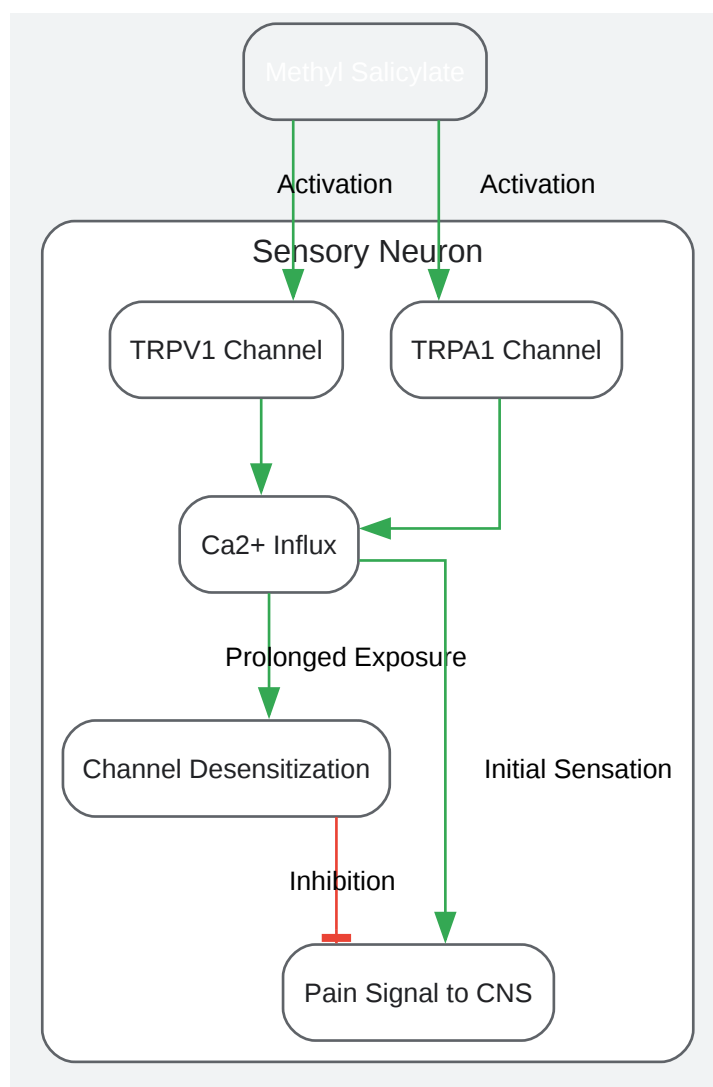 Methyl Salicylate
Activation
Activation
Sensory Neuron
TRPV1 Channel
TRPA1 Channel
Ca2+ Influx
Prolonged Exposure
Channel Desensitization
Initial Sensation
Inhibition
Pain Signal to CNS